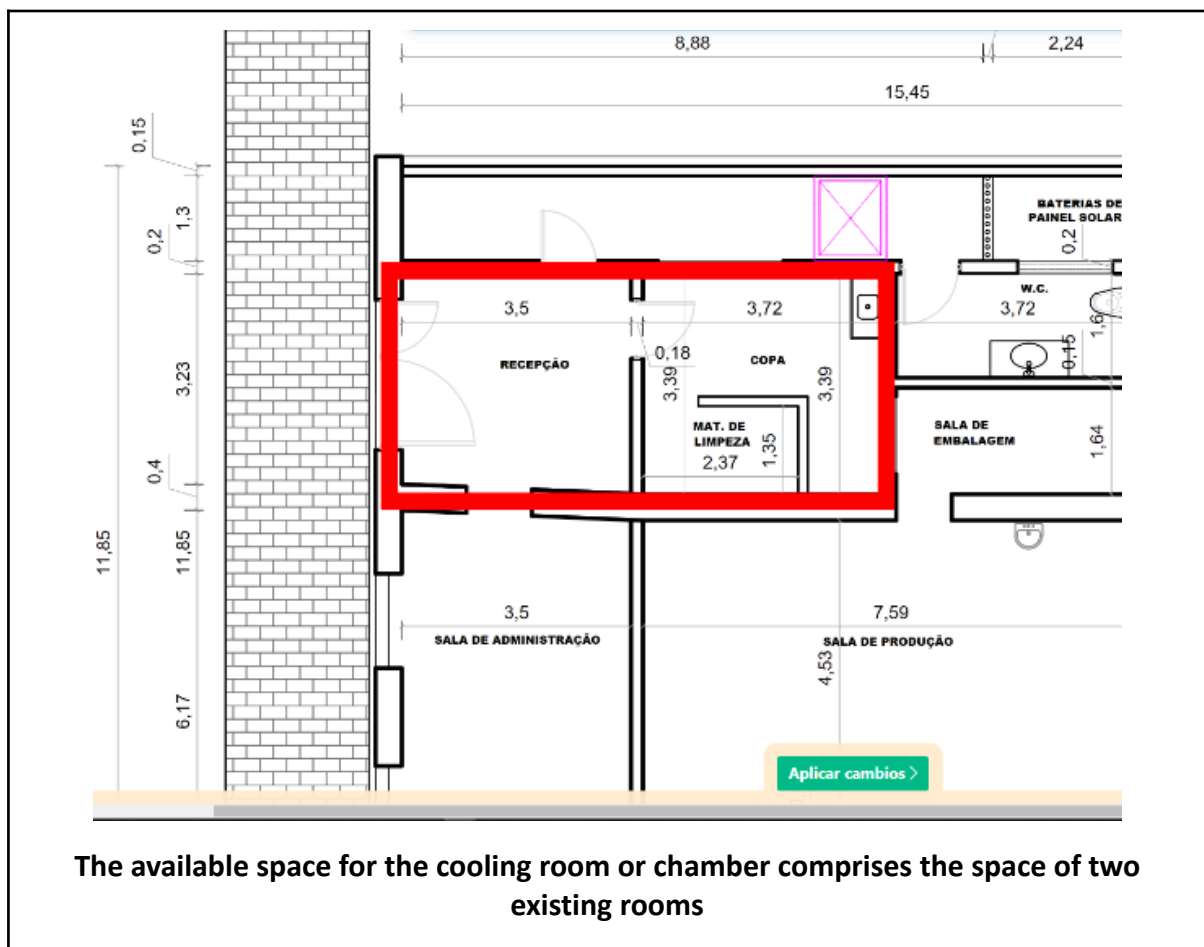 8,88
2,24
15,45
0,15
1,3
0,2
BATERIAS DE
PAINEL SOLAR
0,2
W.C.
3,5
3,72
3,72
1,6
0,18
0,15
RECEPÇÃO
COPA
3,23
3,39
3,39
MAT. DE
LIMPEZA
2,37
1,35
SALA DE
EMBALAGEM
1,64
0,4
11,85
11,85
3,5
7,59
SALA DE ADMINISTRAÇÃO
SALA DE PRODUÇÃO
4,53
6,17
Aplicar cambios
The available space for the cooling room or chamber comprises the space of two
existing rooms